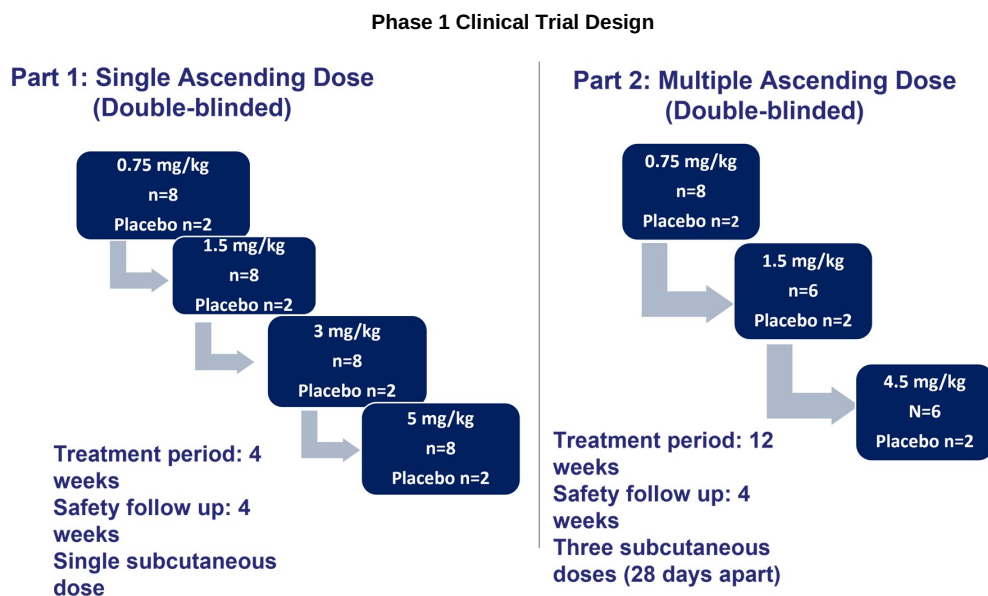 Phase 1 Clinical Trial Design
Part 1: Single Ascending Dose
(Double-blinded)
0.75 mg/kg
n=8
Placebo n=2
1.5 mg/kg
n=8
Placebo n=2
3 mg/kg
n=8
Placebo n=2
5 mg/kg
n=8
Placebo n=2
Treatment period: 4
weeks
Safety follow up: 4
weeks
Single subcutaneous
dose
Part 2: Multiple Ascending Dose
(Double-blinded)
0.75 mg/kg
n=8
Placebo n=2
1.5 mg/kg
n=6
Placebo n=2
4.5 mg/kg
N=6
Placebo n=2
Treatment period: 12
weeks
Safety follow up: 4
weeks
Three subcutaneous
doses (28 days apart)